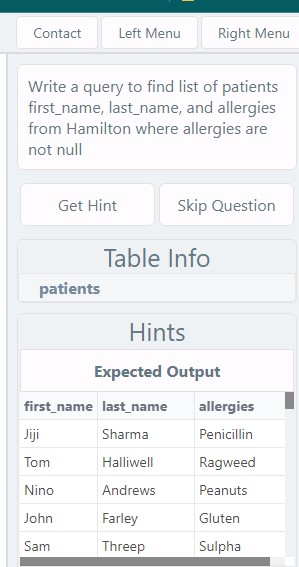 Contact Left Menu Right Menu
Write a query to find list of patients
first_name, last_name, and allergies
from Hamilton where allergies are
not null
Get Hint Skip Question
Table Info
patients
Hints
Expected Output
first_name last_name allergies
Jiji Sharma Penicillin
Tom Halliwell Ragweed
Nino Andrews Peanuts
John Farley Gluten
Sam Threep Sulpha